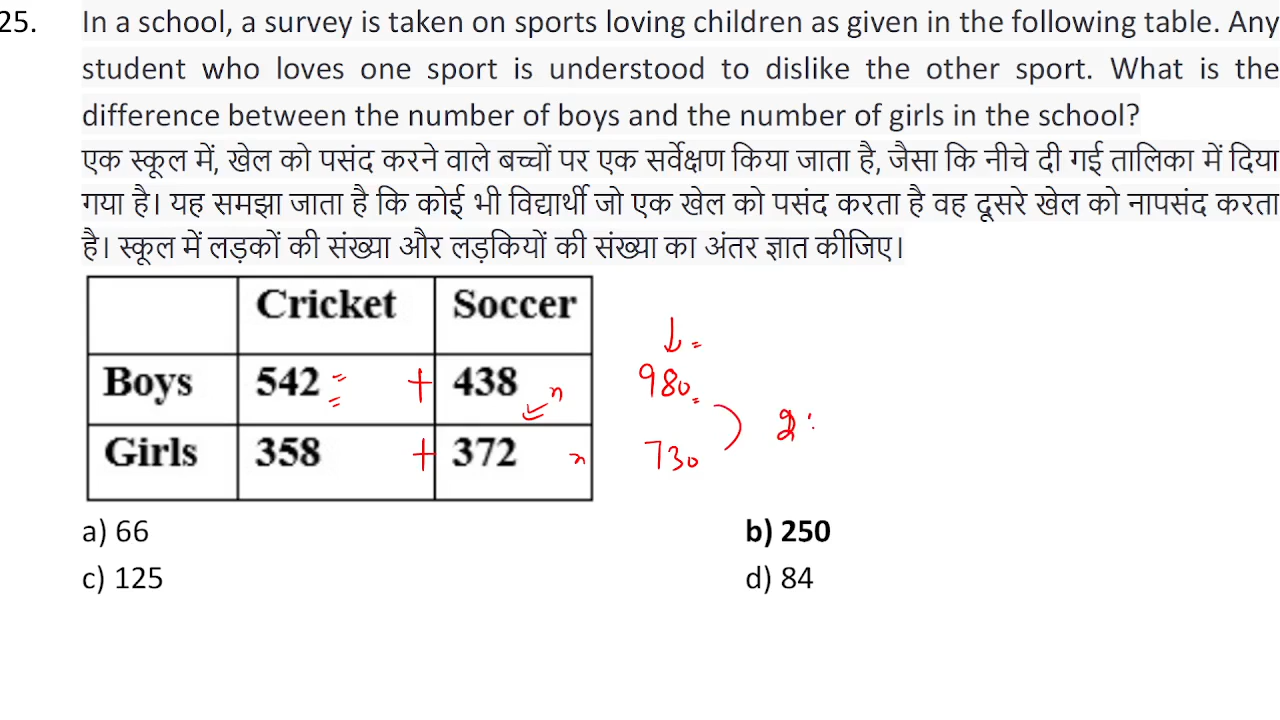 25. In a school, a survey is taken on sports loving children as given in the following table. Any
student who loves one sport is understood to dislike the other sport. What is the
difference between the number of boys and the number of girls in the school?
एक स्कूल में, खेल को पसंद करने वाले बच्चों पर एक सर्वेक्षण किया जाता है, जैसा कि नीचे दी गई तालिका में दिया
गया है। यह समझा जाता है कि कोई भी विद्यार्थी जो एक खेल को पसंद करता है वह दूसरे खेल को नापसंद करता
है। स्कूल में लड़कों की संख्या और लड़कियों की संख्या का अंतर ज्ञात कीजिए।
Cricket Soccer
Boys 542 = + 438 n 980
Girls 358 + 372 n 730
a) 66 b) 250
c) 125 d) 84